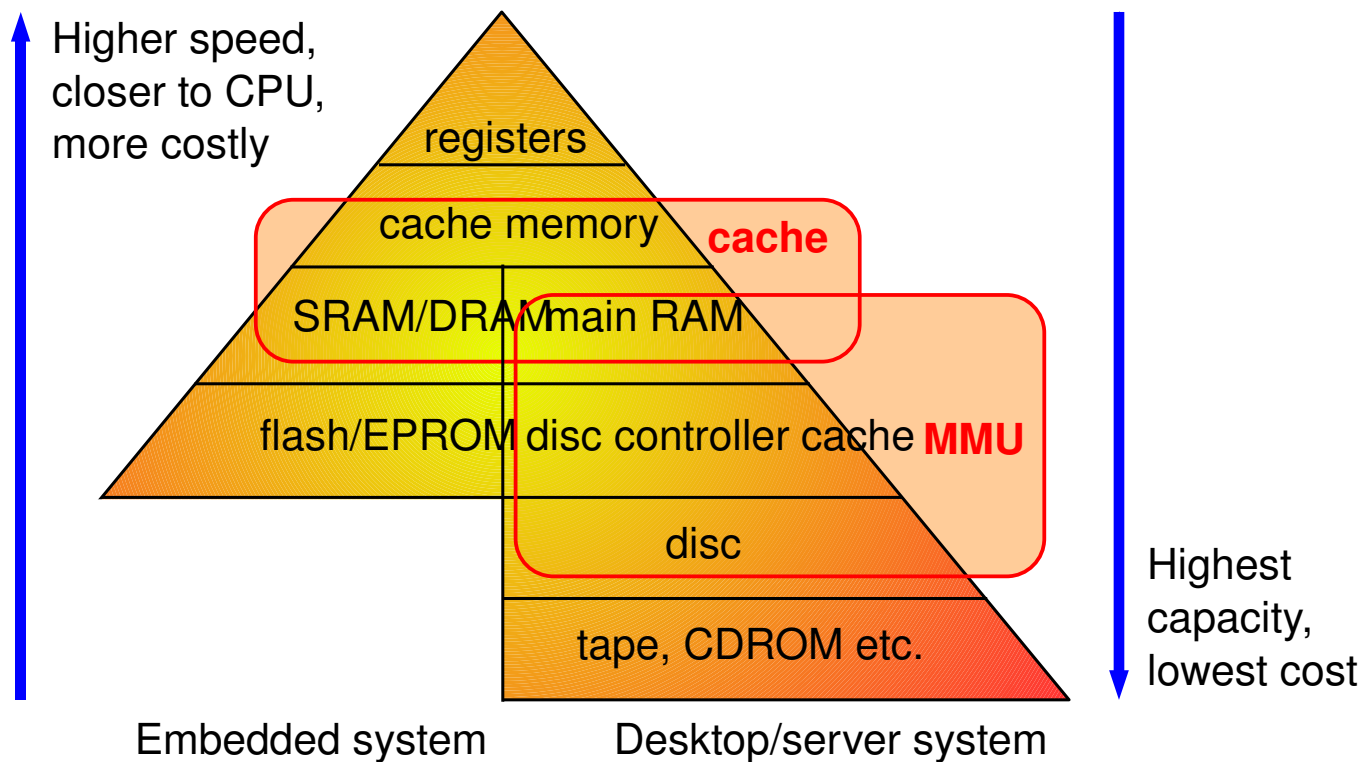 Higher speed,
closer to CPU,
more costly
registers
cache memory
cache
SRAM/DRAM
main RAM
flash/EPROM
disc controller cache
MMU
disc
tape, CDROM etc.
Highest
capacity,
lowest cost
Embedded system
Desktop/server system